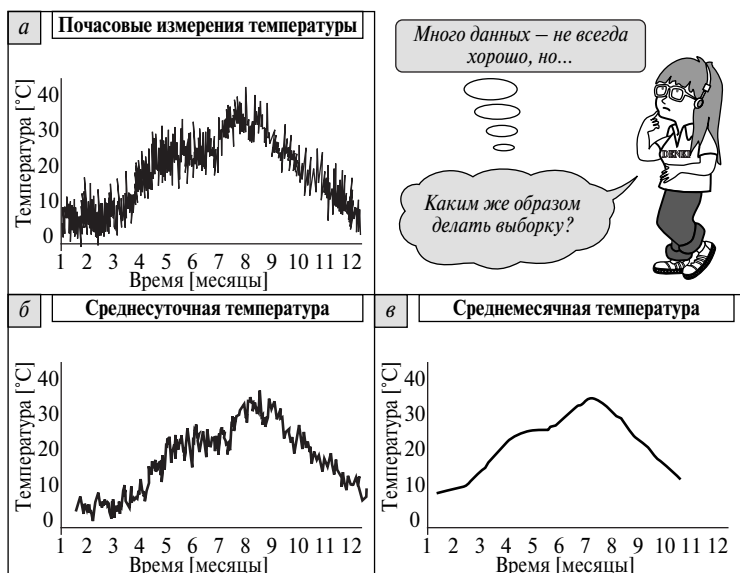 а
Почасовые измерения температуры
Температура [°C]
40
30
20
10
0
1 2 3 4 5 6 7 8 9 10 11 12
Время [месяцы]
Много данных – не всегда
хорошо, но...
Каким же образом
делать выборку?
б
Среднесуточная температура
Температура [°C]
40
30
20
10
0
1 2 3 4 5 6 7 8 9 10 11 12
Время [месяцы]
в
Среднемесячная температура
Температура [°C]
40
30
20
10
0
1 2 3 4 5 6 7 8 9 10 11 12
Время [месяцы]